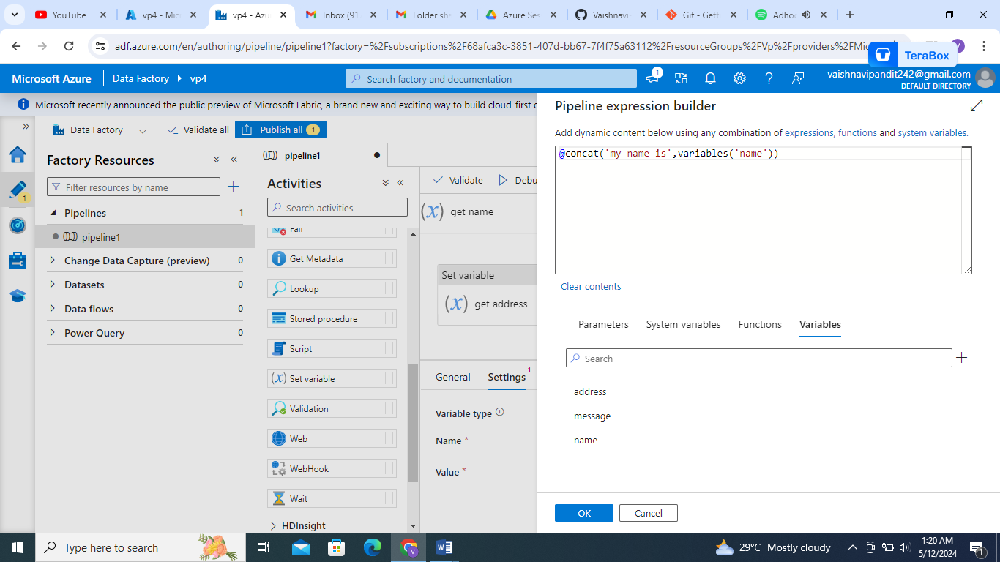 YouTube
vp4 - Mic
vp4 - Azu
Inbox (91
Folder sha
Azure Ses
Vaishnavi
Git - Gett
Adho
adf.azure.com/en/authoring/pipeline/pipeline1?factory=%2Fsubscriptions%2F68afca3c-3851-407d-bb67-7f4f75a63112%2FresourceGroups%2FVp%2Fproviders%2FMic
V
TeraBox
Microsoft Azure
Data Factory
vp4
Search factory and documentation
1
vaishnavipandit242@gmail.com
DEFAULT DIRECTORY
Microsoft recently announced the public preview of Microsoft Fabric, a brand new and exciting way to build cloud-first
Data Factory
Validate all
Publish all 1
Factory Resources
Filter resources by name
1
Pipelines 1
pipeline1
Change Data Capture (preview) 0
Datasets 0
Data flows 0
Power Query 0
pipeline1
Activities
Search activities
Fail
Get Metadata
Lookup
Stored procedure
Script
(x) Set variable
Validation
Web
WebHook
Wait
HDInsight
Validate
Debu
(x) get name
Set variable
(x) get address
General
Settings 1
Variable type
Name *
Value *
Pipeline expression builder
Add dynamic content below using any combination of expressions, functions and system variables.
@concat('my name is',variables('name'))
Clear contents
Parameters
System variables
Functions
Variables
Search
address
message
name
OK
Cancel
Type here to search
V
W
29°C Mostly cloudy
1:20 AM
5/12/2024
1